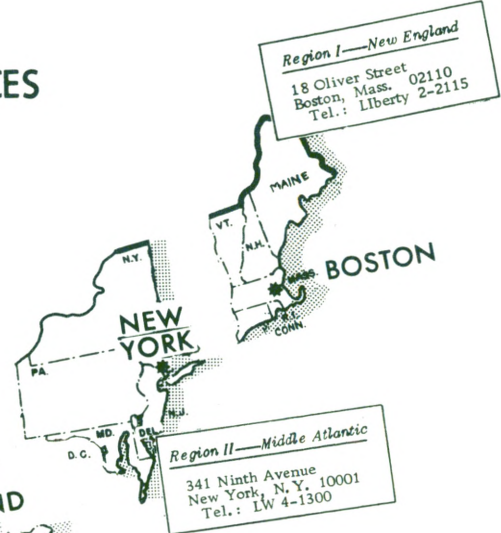 ES
Region I—New England
18 Oliver Street
Boston, Mass. 02110
Tel.: LIberty 2-2115
MAINE
VT.
N.H.
MASS.
BOSTON
R.I.
CONN.
N.Y.
NEW
YORK
PA.
N.J.
MD.
DEL.
D.C.
Region II—Middle Atlantic
341 Ninth Avenue
New York, N.Y. 10001
Tel.: LW 4-1300
ND